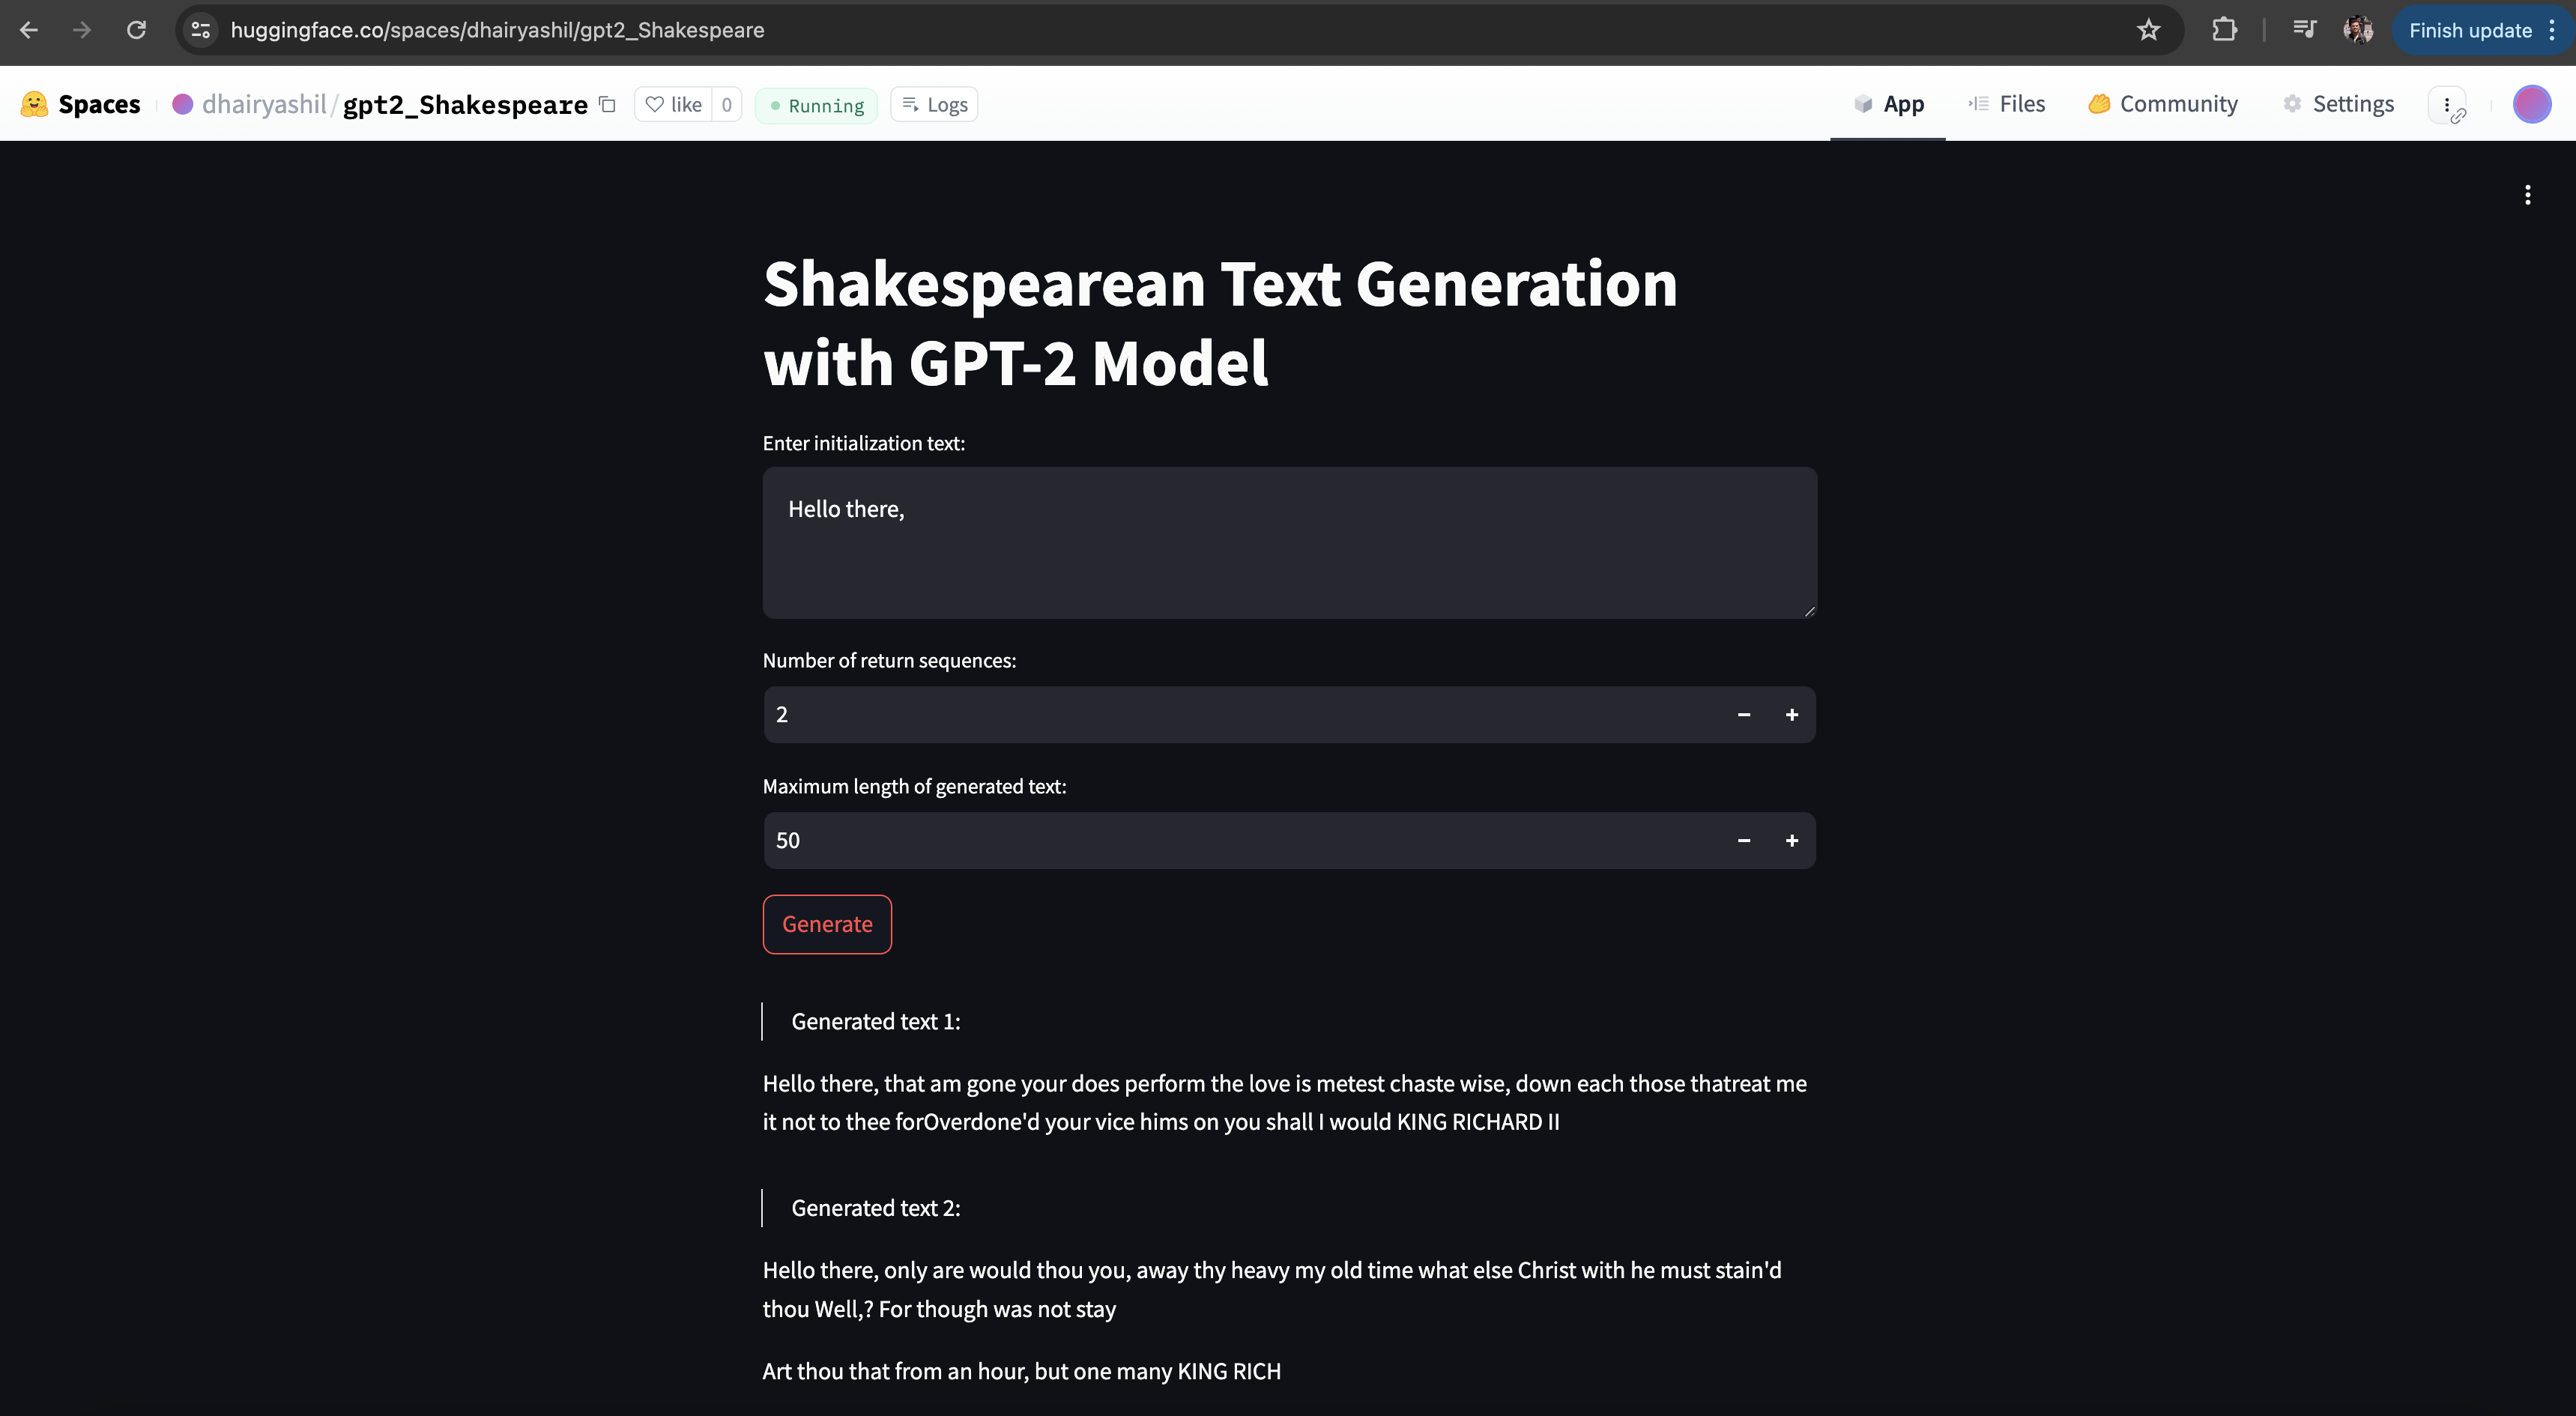 huggingface.co/spaces/dhairyashil/gpt2_Shakespeare
Finish update
Spaces
dhairyashil/gpt2_Shakespeare
like 0
Running
Logs
App
Files
Community
Settings
Shakespearean Text Generation
with GPT-2 Model
Enter initialization text:
Hello there,
Number of return sequences:
2
Maximum length of generated text:
50
Generate
Generated text 1:
Hello there, that am gone your does perform the love is metest chaste wise, down each those thatreat me
it not to thee forOverdone'd your vice hims on you shall I would KING RICHARD II
Generated text 2:
Hello there, only are would thou you, away thy heavy my old time what else Christ with he must stain'd
thou Well,? For though was not stay
Art thou that from an hour, but one many KING RICH